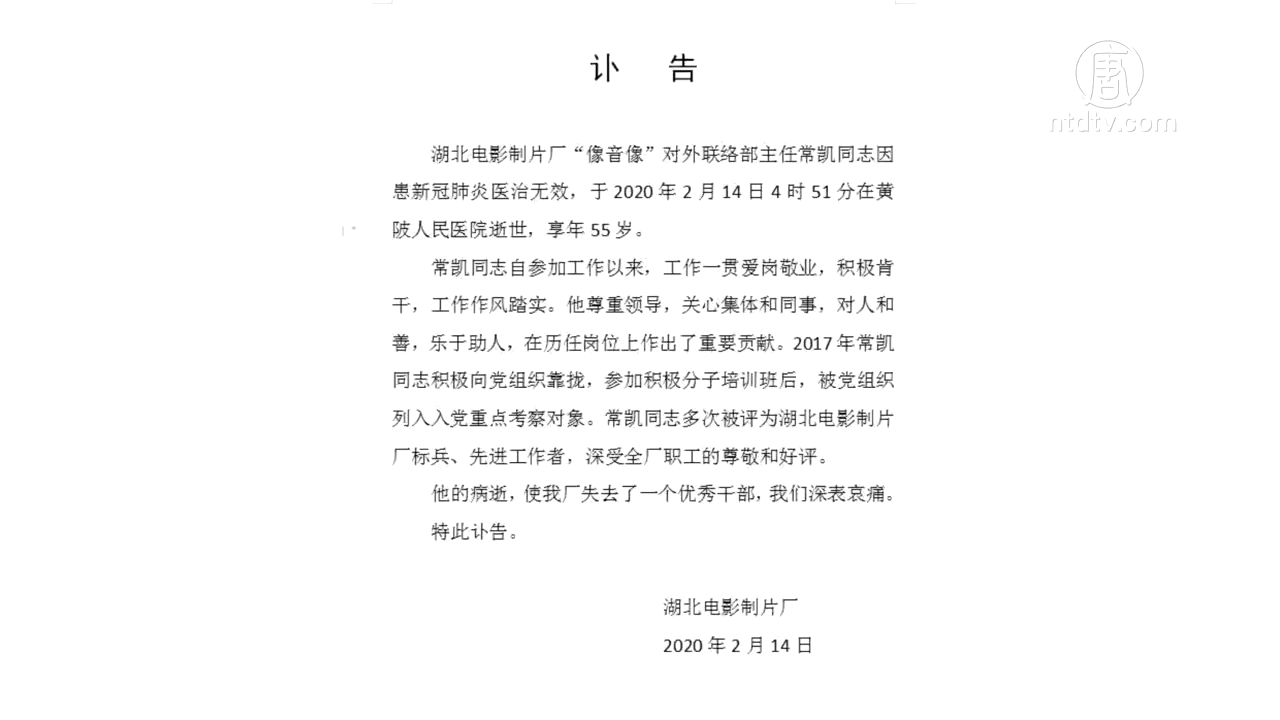 讣 告
唐
ntdtv.com
湖北电影制片厂“像音像”对外联络部主任常凯同志因
患新冠肺炎医治无效，于 2020 年 2 月 14 日 4 时 51 分在黄
陂人民医院逝世，享年 55 岁。
常凯同志自参加工作以来，工作一贯爱岗敬业，积极肯
干，工作作风踏实。他尊重领导，关心集体和同事，对人和
善，乐于助人，在历任岗位上作出了重要贡献。2017 年常凯
同志积极向党组织靠拢，参加积极分子培训班后，被党组织
列入入党重点考察对象。常凯同志多次被评为湖北电影制片
厂标兵、先进工作者，深受全厂职工的尊敬和好评。
他的病逝，使我厂失去了一个优秀干部，我们深表哀痛。
特此讣告。
湖北电影制片厂
2020 年 2 月 14 日